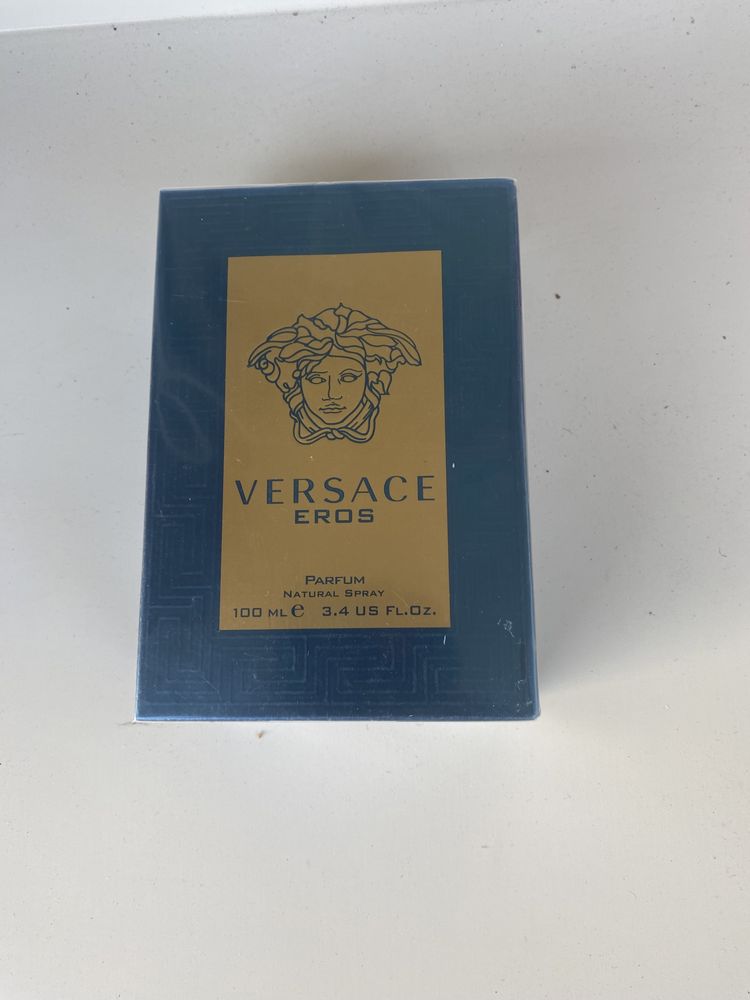 VERSACE
EROS
PARFUM
NATURAL SPRAY
100 ML e 3.4 US FL.OZ.